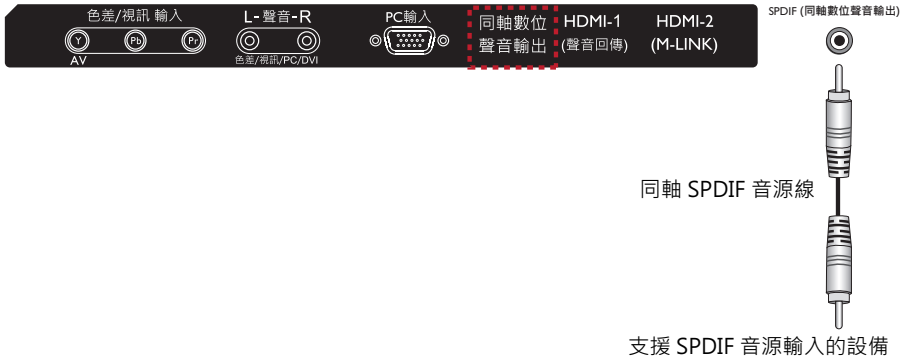 色差/視訊 輸入
Y Pb Pr
AV
L-聲音-R
色差/視訊/PC/DVI
PC輸入
同軸數位
聲音輸出
HDMI-1
(聲音回傳)
HDMI-2
(M-LINK)
SPDIF (同軸數位聲音輸出)
同軸 SPDIF 音源線
支援 SPDIF 音源輸入的設備